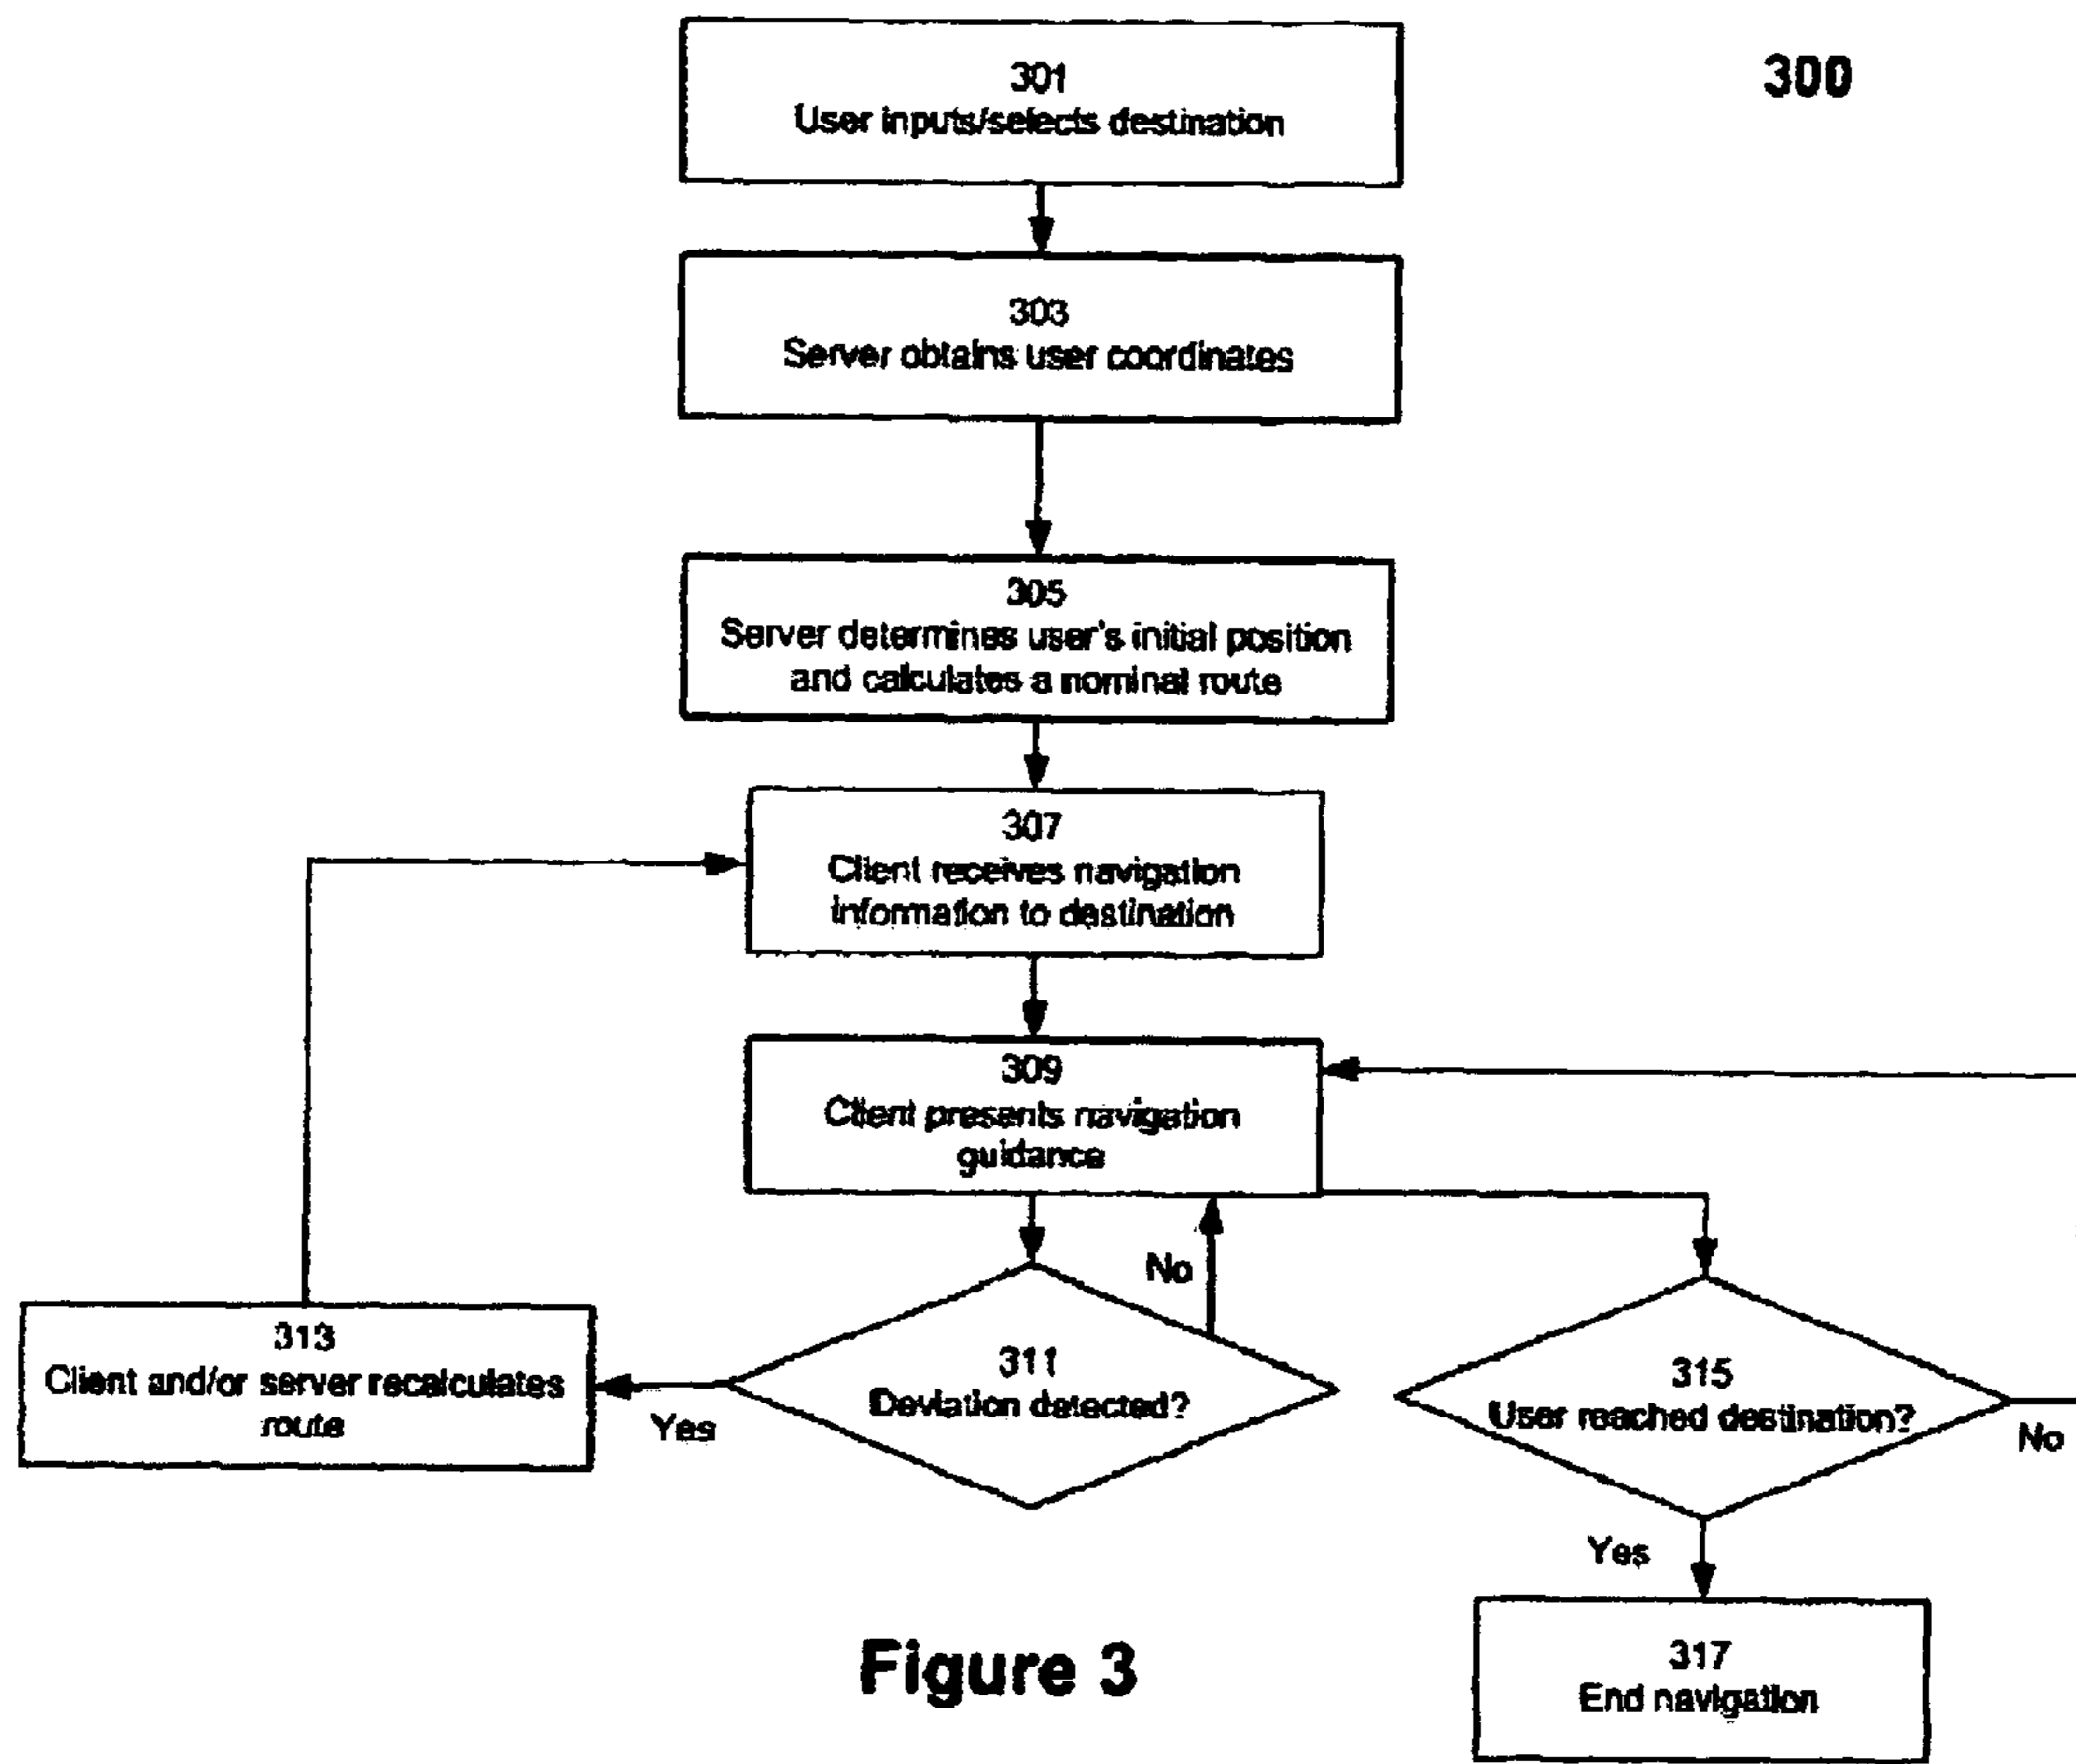 300
301
User inputs/selects destination
303
Server obtains user coordinates
305
Server determines user's initial position
and calculates a nominal route
307
Client receives navigation
information to destination
309
Client presents navigation
guidance
No
311
Deviation detected?
Yes
313
Client and/or server recalculates
route
315
User reached destination?
No
Yes
317
End navigation
Figure 3